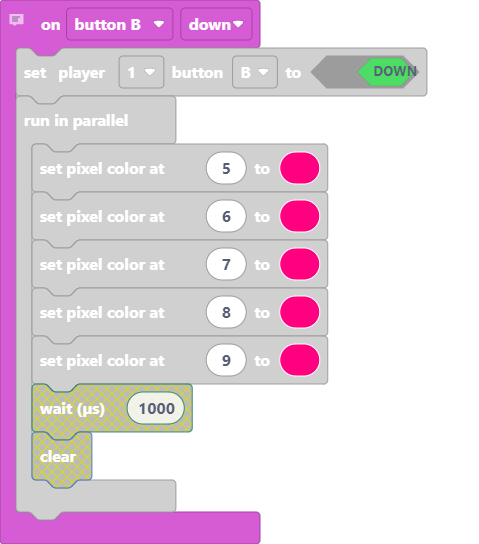 on button B down
set player 1 button B to DOWN
run in parallel
set pixel color at 5 to
set pixel color at 6 to
set pixel color at 7 to
set pixel color at 8 to
set pixel color at 9 to
wait (µs) 1000
clear